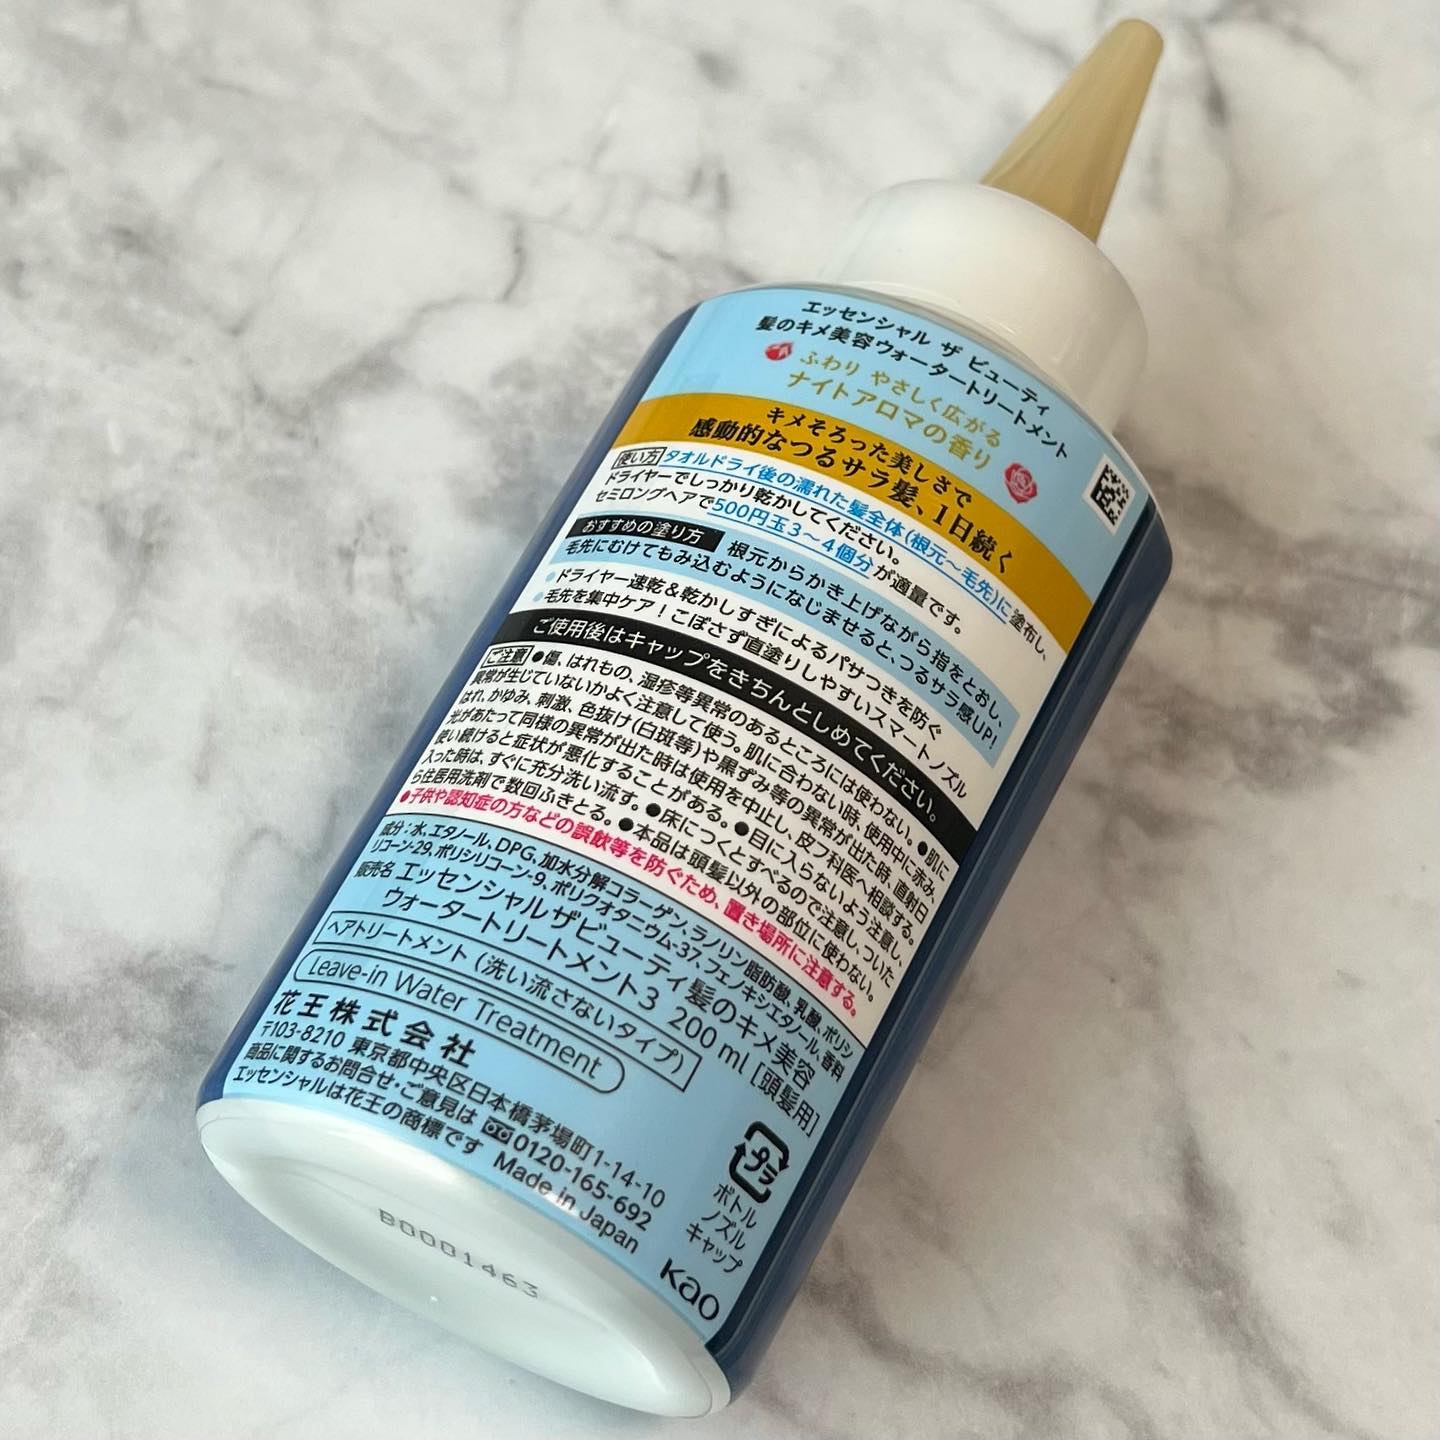 エッセンシャル ザ ビューティ
髪のキメ美容ウォータートリートメント
ふわり やさしく広がる
ナイトアロマの香り
キメそろった美しさで
感動的なつるサラ髪、1日続く
使い方 タオルドライ後の濡れた髪全体(根元～毛先)に塗布し、
ドライヤーでしっかり乾かしてください。
セミロングヘアで500円玉3～4個分が適量です。
おすすめの塗り方 根元からかき上げながら指をとおし、
毛先にむけてもみ込むようになじませると、つるサラ感UP!
●ドライヤー速乾&乾かしすぎによるパサつきを防ぐ
●毛先を集中ケア!こぼさず直塗りしやすいスマートノズル
ご使用後はキャップをきちんとしめてください。
ご注意 ●傷、はれもの、湿疹等異常のあるところには使わない。●肌に
異常が生じていないかよく注意して使う。肌に合わない時、使用中に赤み、
はれ、かゆみ、刺激、色抜け(白斑等)や黒ずみ等の異常が出た時、直射日
光があたって同様の異常が出た時は使用を中止し、皮フ科医へ相談する。
使い続けると症状が悪化することがある。●目に入らないよう注意し、
入った時は、すぐに充分洗い流す。●床につくとすべるので注意し、ついた
ら住居用洗剤で数回ふきとる。●本品は頭髪以外の部位に使わない。
●子供や認知症の方などの誤飲等を防ぐため、置き場所に注意する。
成分：水、エタノール、DPG、加水分解コラーゲン、ラノリン脂肪酸、乳酸、ポリシ
リコーン-29、ポリシリコーン-9、ポリクオタニウム-37、フェノキシエタノール、香料
販売名 エッセンシャル ザビューティ 髪のキメ美容
ウォータートリートメント3 200ml [頭髪用]
ヘアトリートメント (洗い流さないタイプ)
Leave-in Water Treatment
花王株式会社
〒103-8210 東京都中央区日本橋茅場町1-14-10
商品に関するお問合せ・ご意見は 0120-165-692
エッセンシャルは花王の商標です Made in Japan
プラ
ボトル
ノズル
キャップ
Kao
B0001463